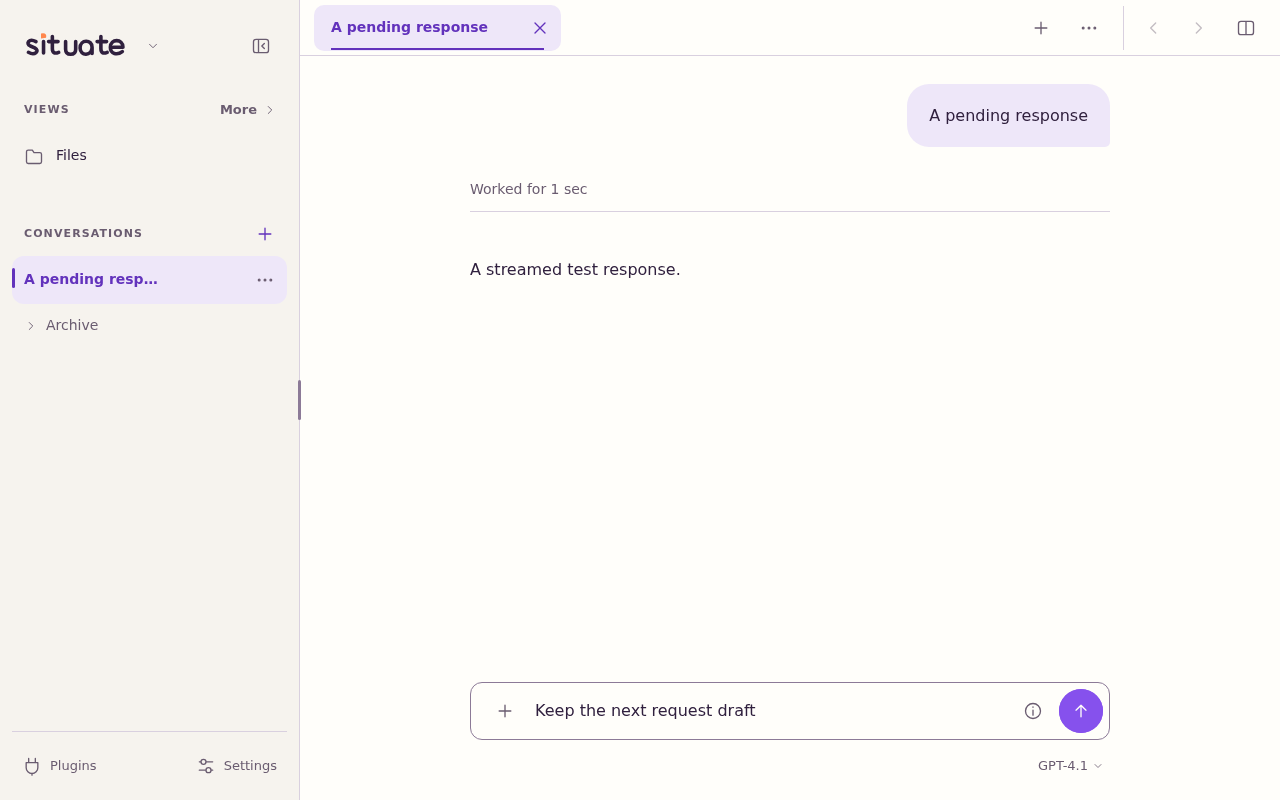 situate
A pending response
VIEWS
More
Files
CONVERSATIONS
A pending resp…
Archive
Plugins
Settings
A pending response
Worked for 1 sec
A streamed test response.
Keep the next request draft
GPT-4.1